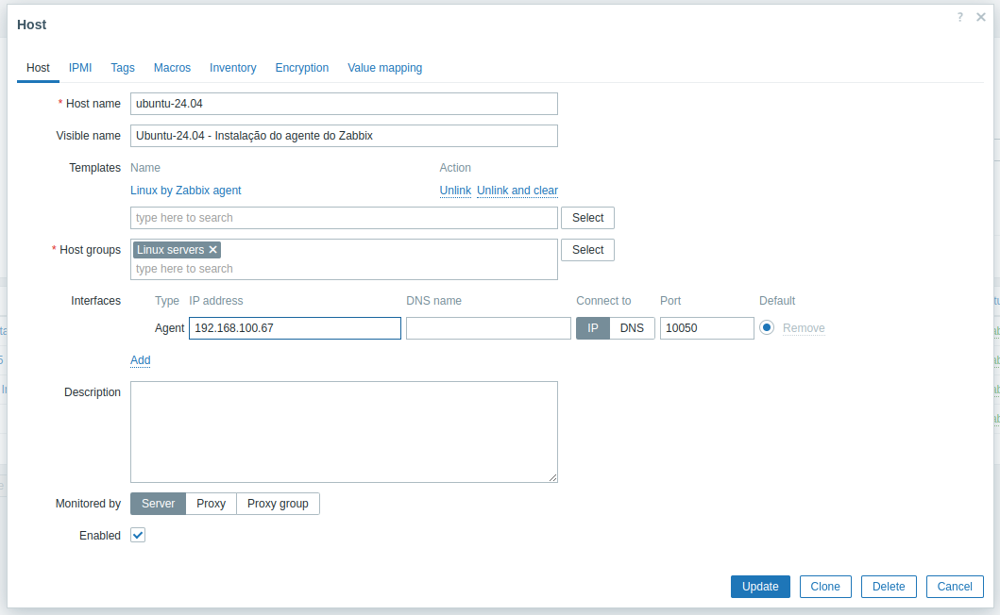 Host
?
Host IPMI Tags Macros Inventory Encryption Value mapping
* Host name ubuntu-24.04
Visible name Ubuntu-24.04 - Instalação do agente do Zabbix
Templates Name Action
Linux by Zabbix agent Unlink Unlink and clear
type here to search Select
* Host groups Linux servers Select
type here to search
Interfaces Type IP address DNS name Connect to Port Default
Agent 192.168.100.67 IP DNS 10050 Remove
Add
Description
Monitored by Server Proxy Proxy group
Enabled
Update Clone Delete Cancel